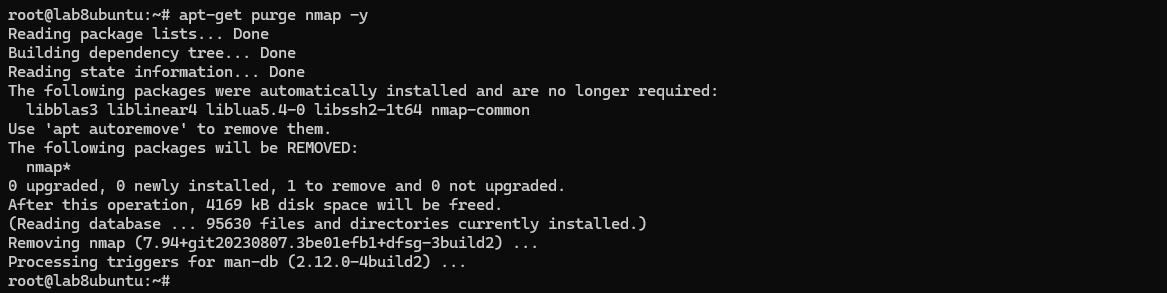 root@lab8ubuntu:~# apt-get purge nmap -y
Reading package lists... Done
Building dependency tree... Done
Reading state information... Done
The following packages were automatically installed and are no longer required:
  libblas3 liblinear4 liblua5.4-0 libssh2-1t64 nmap-common
Use 'apt autoremove' to remove them.
The following packages will be REMOVED:
  nmap*
0 upgraded, 0 newly installed, 1 to remove and 0 not upgraded.
After this operation, 4169 kB disk space will be freed.
(Reading database ... 95630 files and directories currently installed.)
Removing nmap (7.94+git20230807.3be01efb1+dfsg-3build2) ...
Processing triggers for man-db (2.12.0-4build2) ...
root@lab8ubuntu:~#